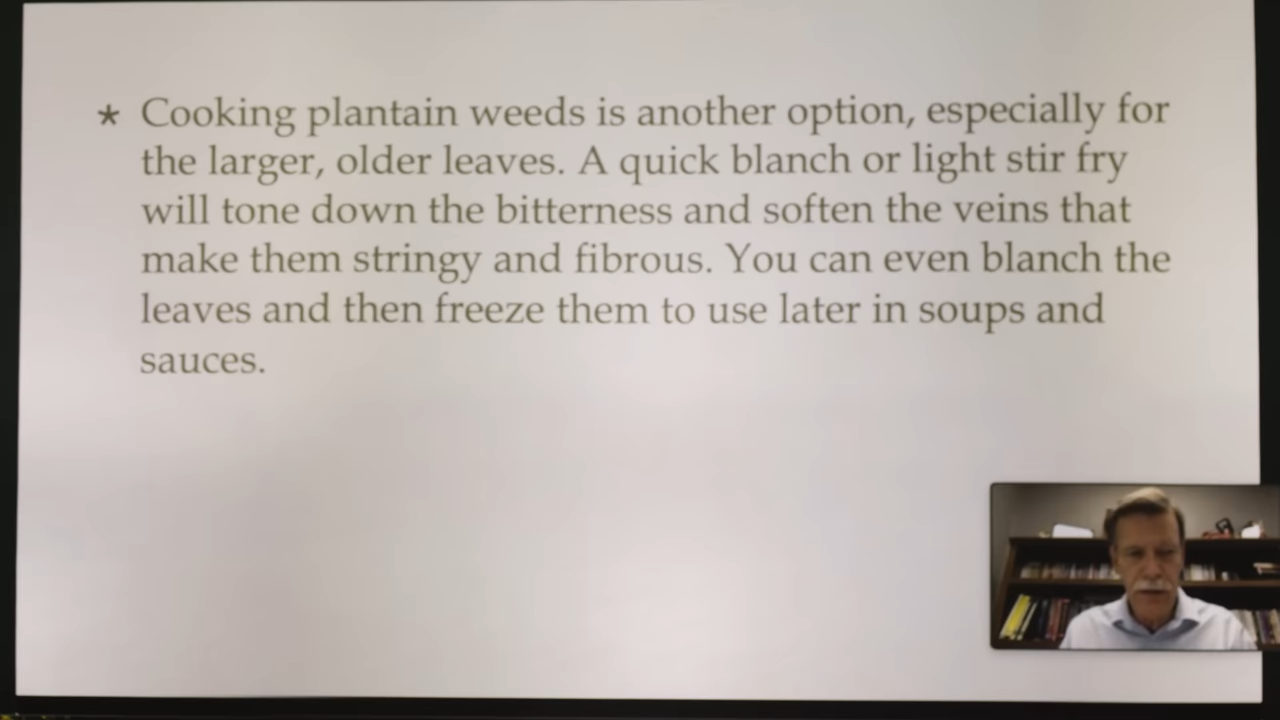 * Cooking plantain weeds is another option, especially for
the larger, older leaves. A quick blanch or light stir fry
will tone down the bitterness and soften the veins that
make them stringy and fibrous. You can even blanch the
leaves and then freeze them to use later in soups and
sauces.